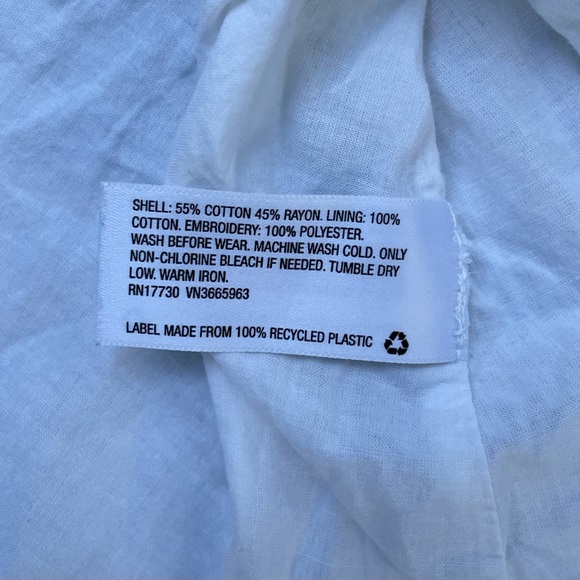 SHELL: 55% COTTON 45% RAYON. LINING: 100%
COTTON. EMBROIDERY: 100% POLYESTER.
WASH BEFORE WEAR. MACHINE WASH COLD. ONLY
NON-CHLORINE BLEACH IF NEEDED. TUMBLE DRY
LOW. WARM IRON.
RN17730 VN3665963
LABEL MADE FROM 100% RECYCLED PLASTIC